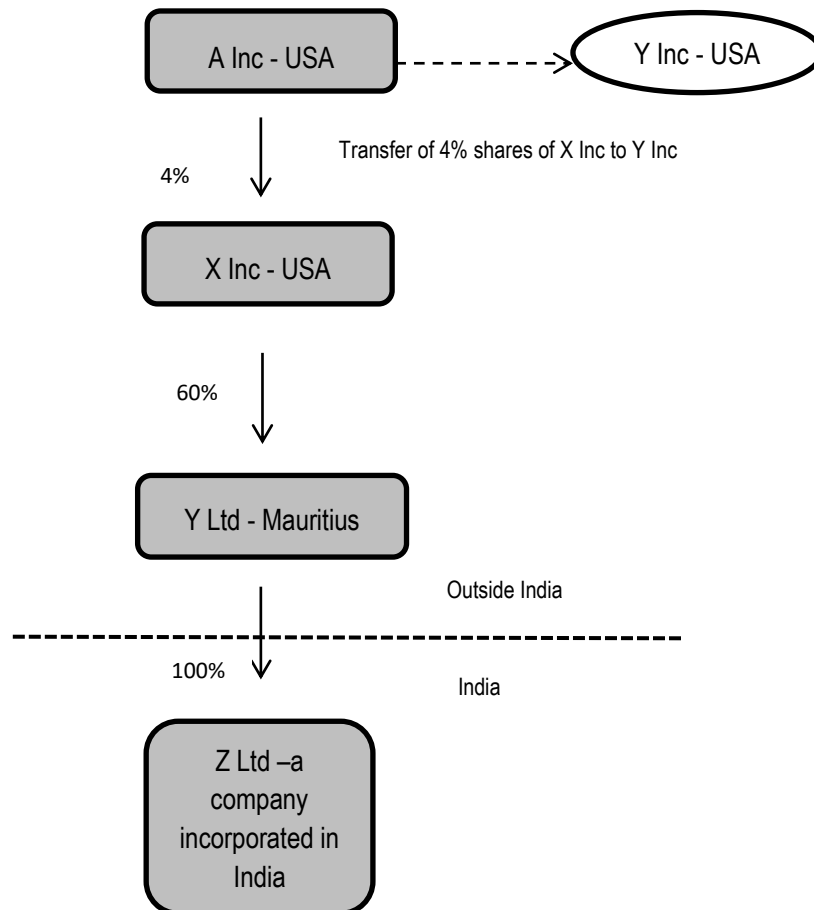 A Inc - USA
Y Inc - USA
Transfer of 4% shares of X Inc to Y Inc
4%
X Inc - USA
60%
Y Ltd - Mauritius
Outside India
100%
India
Z Ltd –a
company
incorporated in
India